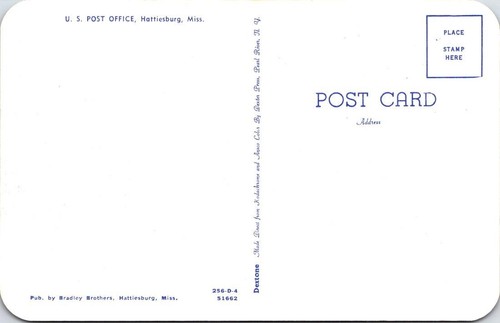 U. S. POST OFFICE, Hattiesburg, Miss.
Pub. by Bradley Brothers, Hattiesburg, Miss.
256-D-4
51662
Dextone Made Direct from Kodachrome and Ansco Color By Dexter Press, Pearl River, N. Y.
PLACE
STAMP
HERE
POST CARD
Address